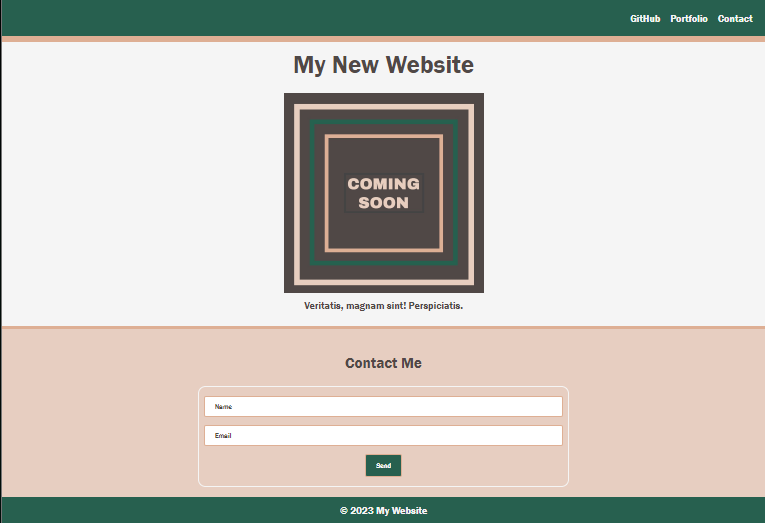 GitHub Portfolio Contact
My New Website
COMING
SOON
Veritatis, magnam sint! Perspiciatis.
Contact Me
Name
Email
Send
© 2023 My Website